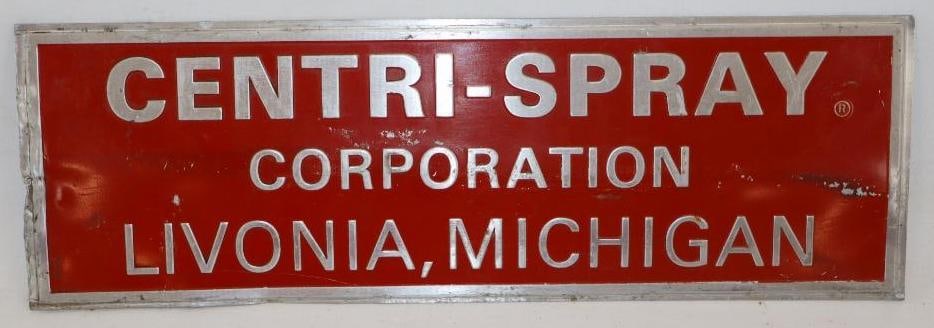 CENTRI-SPRAY®
CORPORATION
LIVONIA, MICHIGAN